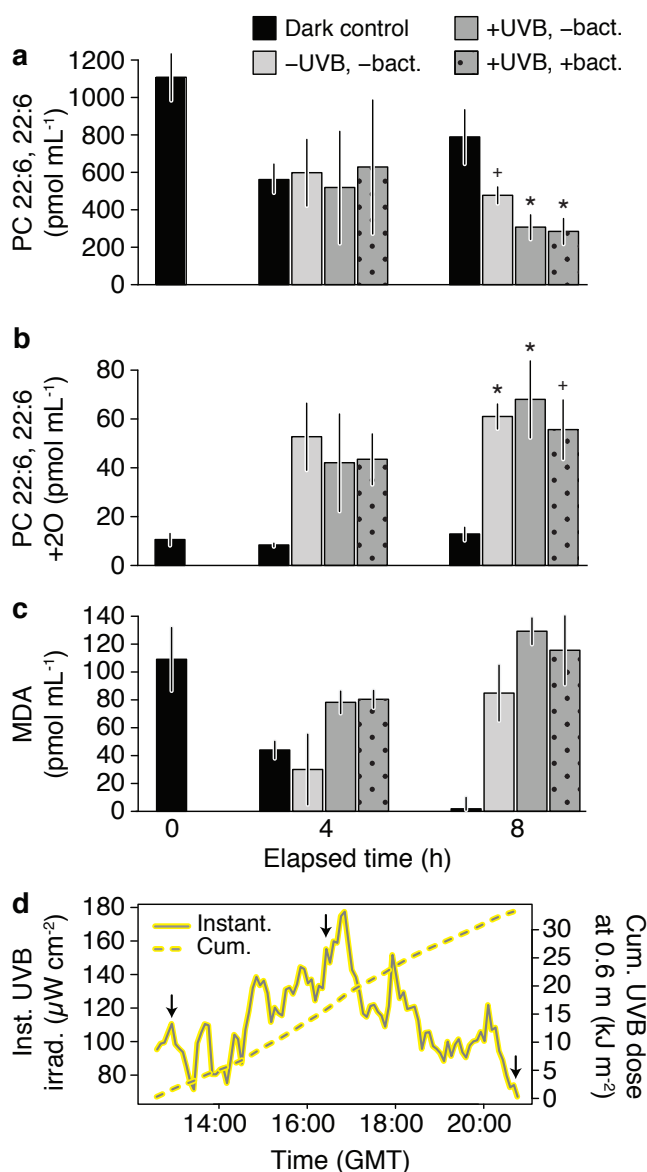 Dark control
−UVB, −bact.
+UVB, −bact.
+UVB, +bact.
a
PC 22:6, 22:6
(pmol mL⁻¹)
1200
1000
800
600
400
200
0
+
*
*
b
PC 22:6, 22:6
+2O (pmol mL⁻¹)
80
60
40
20
0
*
*
+
c
MDA
(pmol mL⁻¹)
140
120
100
80
60
40
20
0
0 4 8
Elapsed time (h)
d
Inst. UVB
irrad. (µW cm⁻²)
180
160
140
120
100
80
Instant.
Cum.
30
25
20
15
10
5
0
Cum. UVB dose
at 0.6 m (kJ m⁻²)
14:00 16:00 18:00 20:00
Time (GMT)